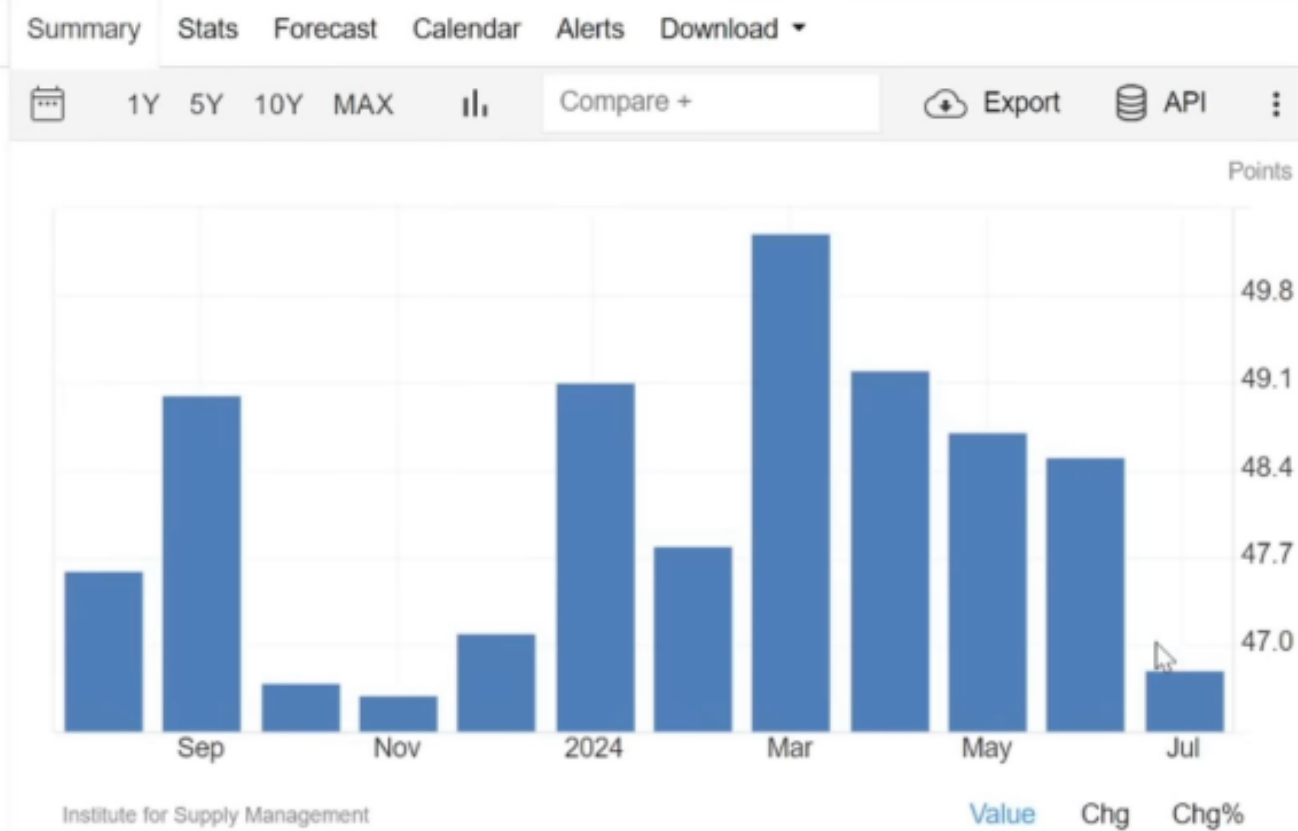 Summary Stats Forecast Calendar Alerts Download
1Y 5Y 10Y MAX Compare + Export API
Points
49.8
49.1
48.4
47.7
47.0
Sep Nov 2024 Mar May Jul
Institute for Supply Management Value Chg Chg%